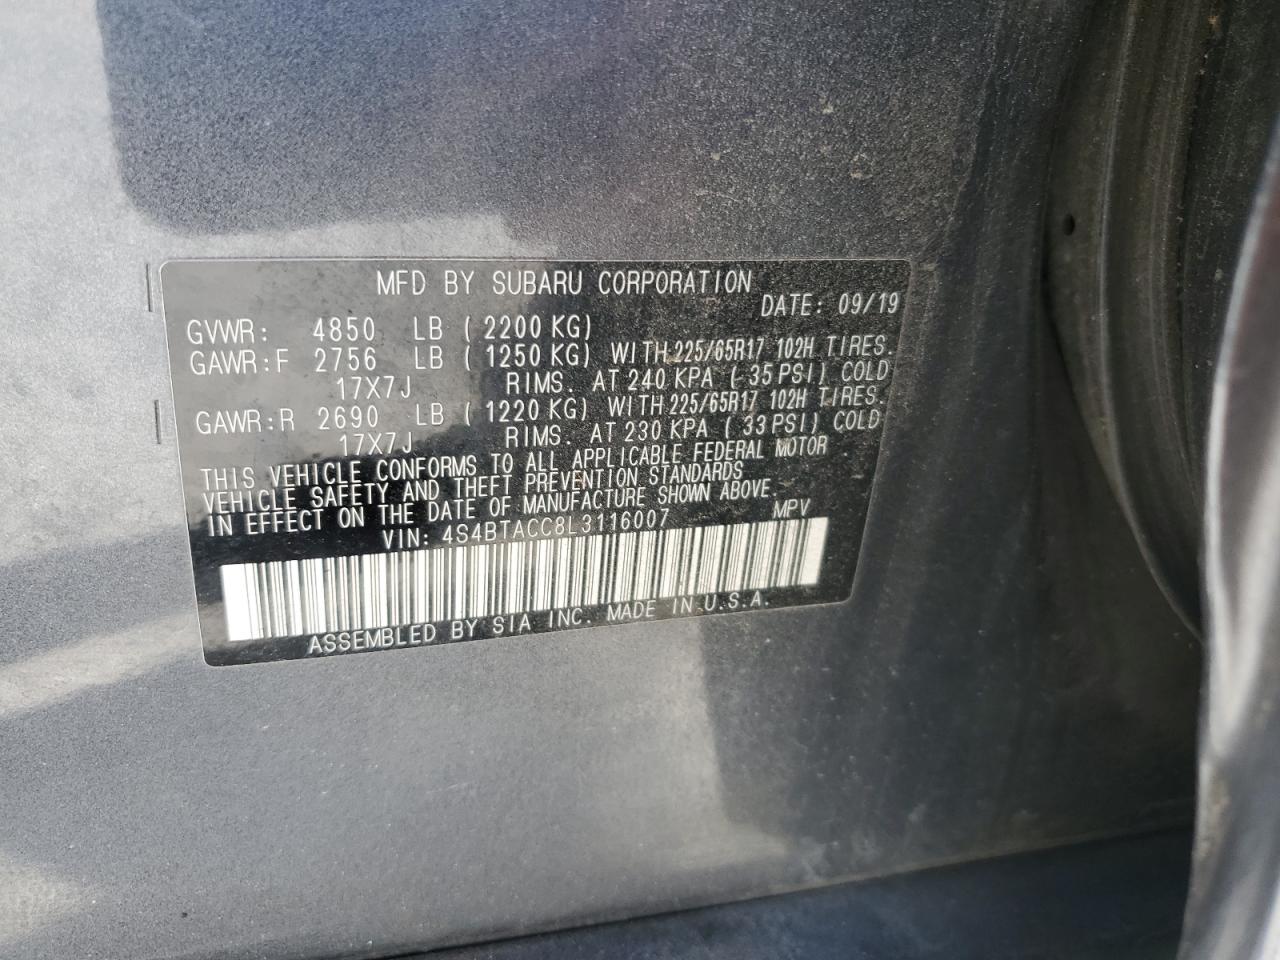 MFD BY SUBARU CORPORATION
DATE: 09/19
GVWR: 4850 LB ( 2200 KG)
GAWR:F 2756 LB ( 1250 KG) WITH 225/65R17 102H TIRES.
17X7J RIMS. AT 240 KPA ( 35 PSI) COLD
GAWR:R 2690 LB ( 1220 KG) WITH 225/65R17 102H TIRES.
17X7J RIMS. AT 230 KPA ( 33 PSI) COLD
THIS VEHICLE CONFORMS TO ALL APPLICABLE FEDERAL MOTOR
VEHICLE SAFETY AND THEFT PREVENTION STANDARDS
IN EFFECT ON THE DATE OF MANUFACTURE SHOWN ABOVE.
VIN: 4S4BTACC8L3116007 MPV
ASSEMBLED BY SIA INC. MADE IN U.S.A.